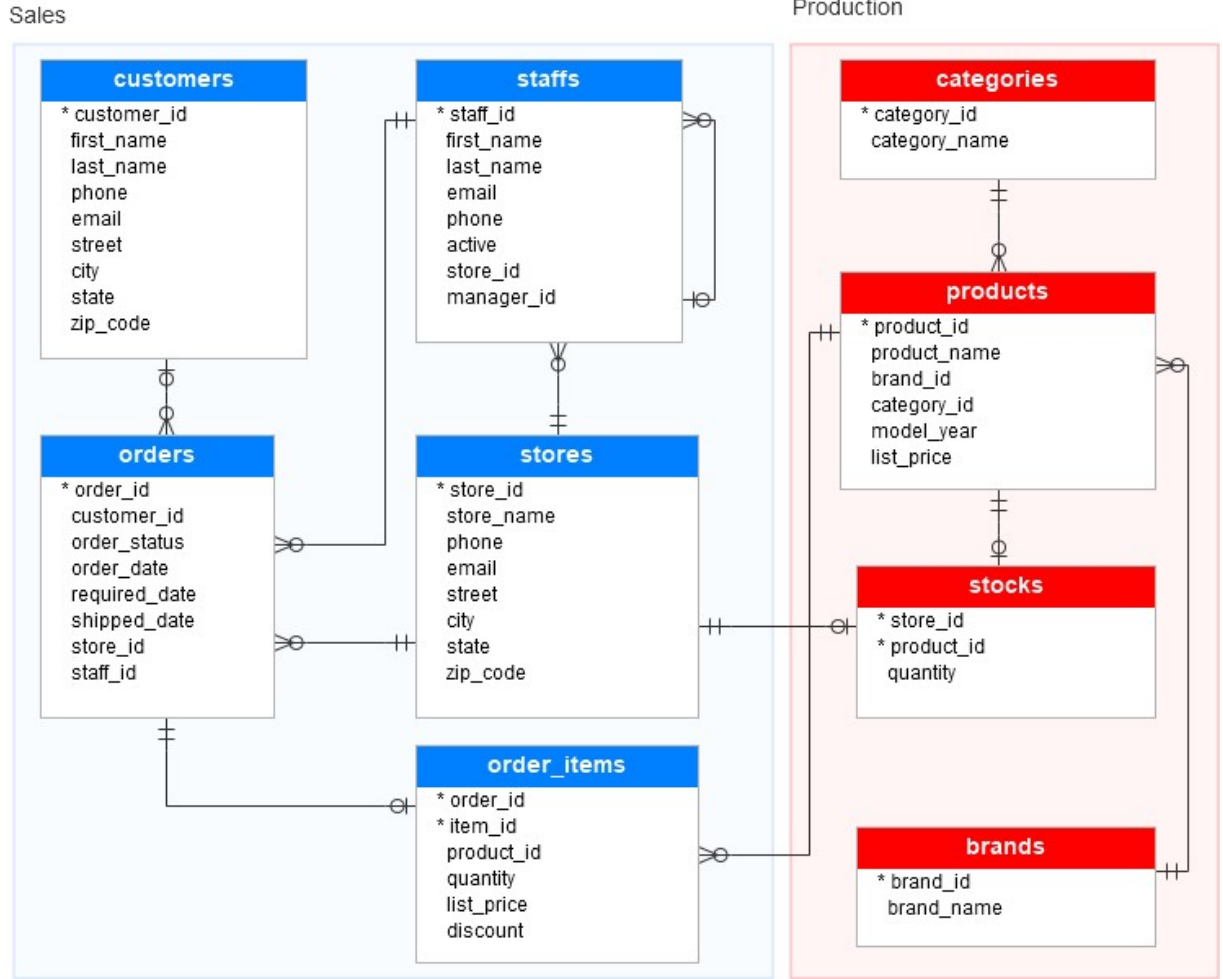 Sales
customers
* customer_id
first_name
last_name
phone
email
street
city
state
zip_code
staffs
* staff_id
first_name
last_name
email
phone
active
store_id
manager_id
orders
* order_id
customer_id
order_status
order_date
required_date
shipped_date
store_id
staff_id
stores
* store_id
store_name
phone
email
street
city
state
zip_code
order_items
* order_id
* item_id
product_id
quantity
list_price
discount
Production
categories
* category_id
category_name
products
* product_id
product_name
brand_id
category_id
model_year
list_price
stocks
* store_id
* product_id
quantity
brands
* brand_id
brand_name